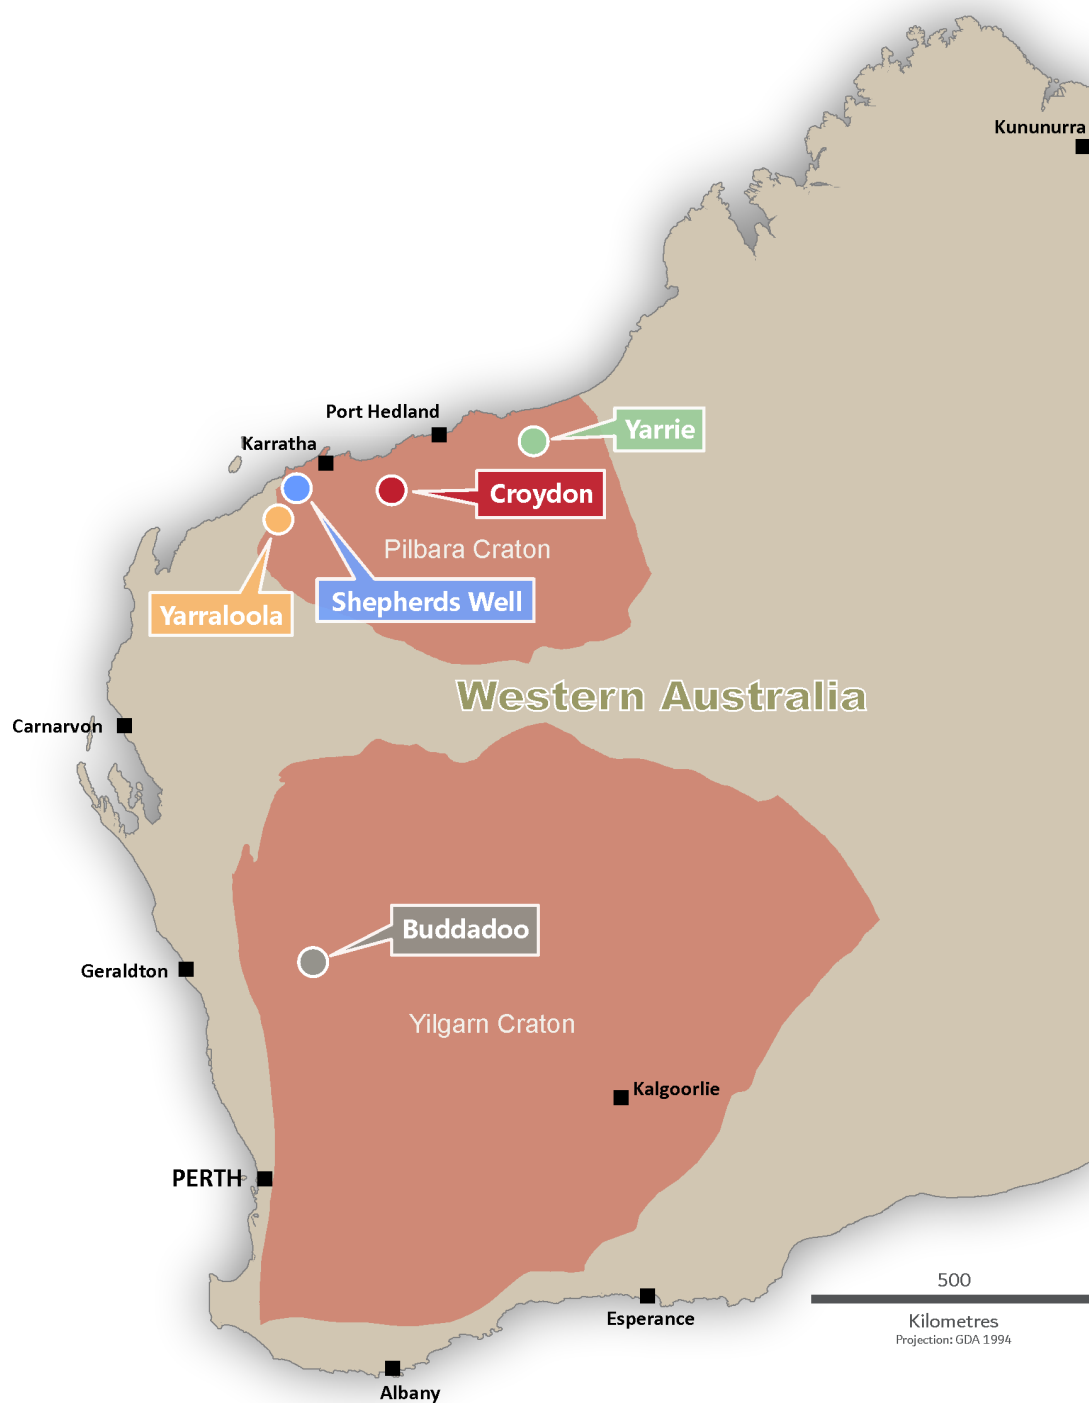 Kununurra
Port Hedland
Karratha
Yarrie
Croydon
Pilbara Craton
Shepherds Well
Yarraloola
Western Australia
Carnarvon
Buddadoo
Geraldton
Yilgarn Craton
Kalgoorlie
PERTH
500
Kilometres
Projection: GDA 1994
Esperance
Albany